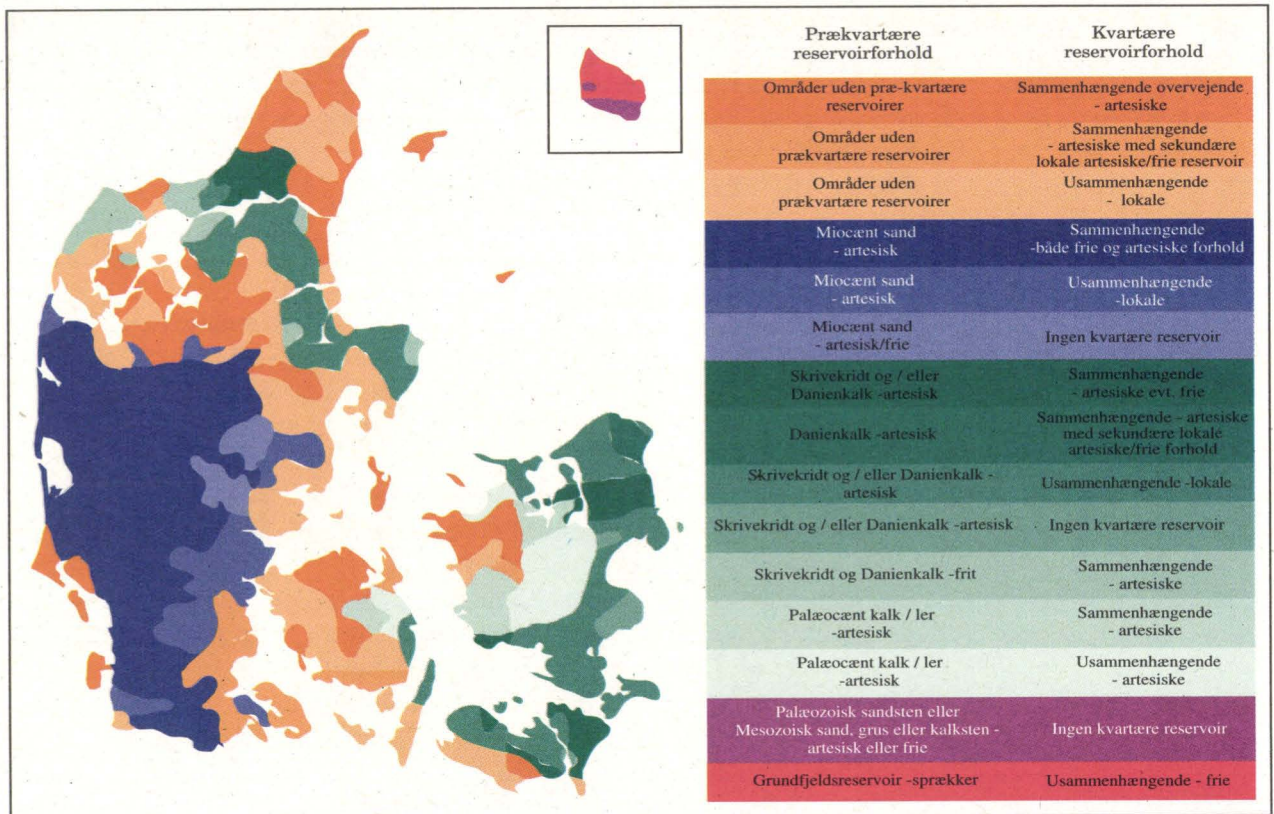 Prækvartære
reservoirforhold
Kvartære
reservoirforhold
Områder uden præ-kvartære
reservoirer
Sammenhængende overvejende
- artesiske
Områder uden
prækvartære reservoirer
Sammenhængende
- artesiske med sekundære
lokale artesiske/frie reservoir
Områder uden
prækvartære reservoirer
Usammenhængende
- lokale
Miocænt sand
- artesisk
Sammenhængende
-både frie og artesiske forhold
Miocænt sand
- artesisk
Usammenhængende
-lokale
Miocænt sand
- artesisk/frie
Ingen kvartære reservoir
Skrivekridt og / eller
Danienkalk -artesisk
Sammenhængende
- artesiske evt. frie
Danienkalk -artesisk
Sammenhængende - artesiske
med sekundære lokale
artesiske/frie forhold
Skrivekridt og / eller Danienkalk -
artesisk
Usammenhængende -lokale
Skrivekridt og / eller Danienkalk -artesisk
Ingen kvartære reservoir
Skrivekridt og Danienkalk -frit
Sammenhængende
- artesiske
Palæocænt kalk / ler
-artesisk
Sammenhængende
- artesiske
Palæocænt kalk / ler
-artesisk
Usammenhængende
- artesiske
Palæozoisk sandsten eller
Mesozoisk sand, grus eller kalksten -
artesisk eller frie
Ingen kvartære reservoir
Grundfjeldsreservoir -sprækker
Usammenhængende - frie